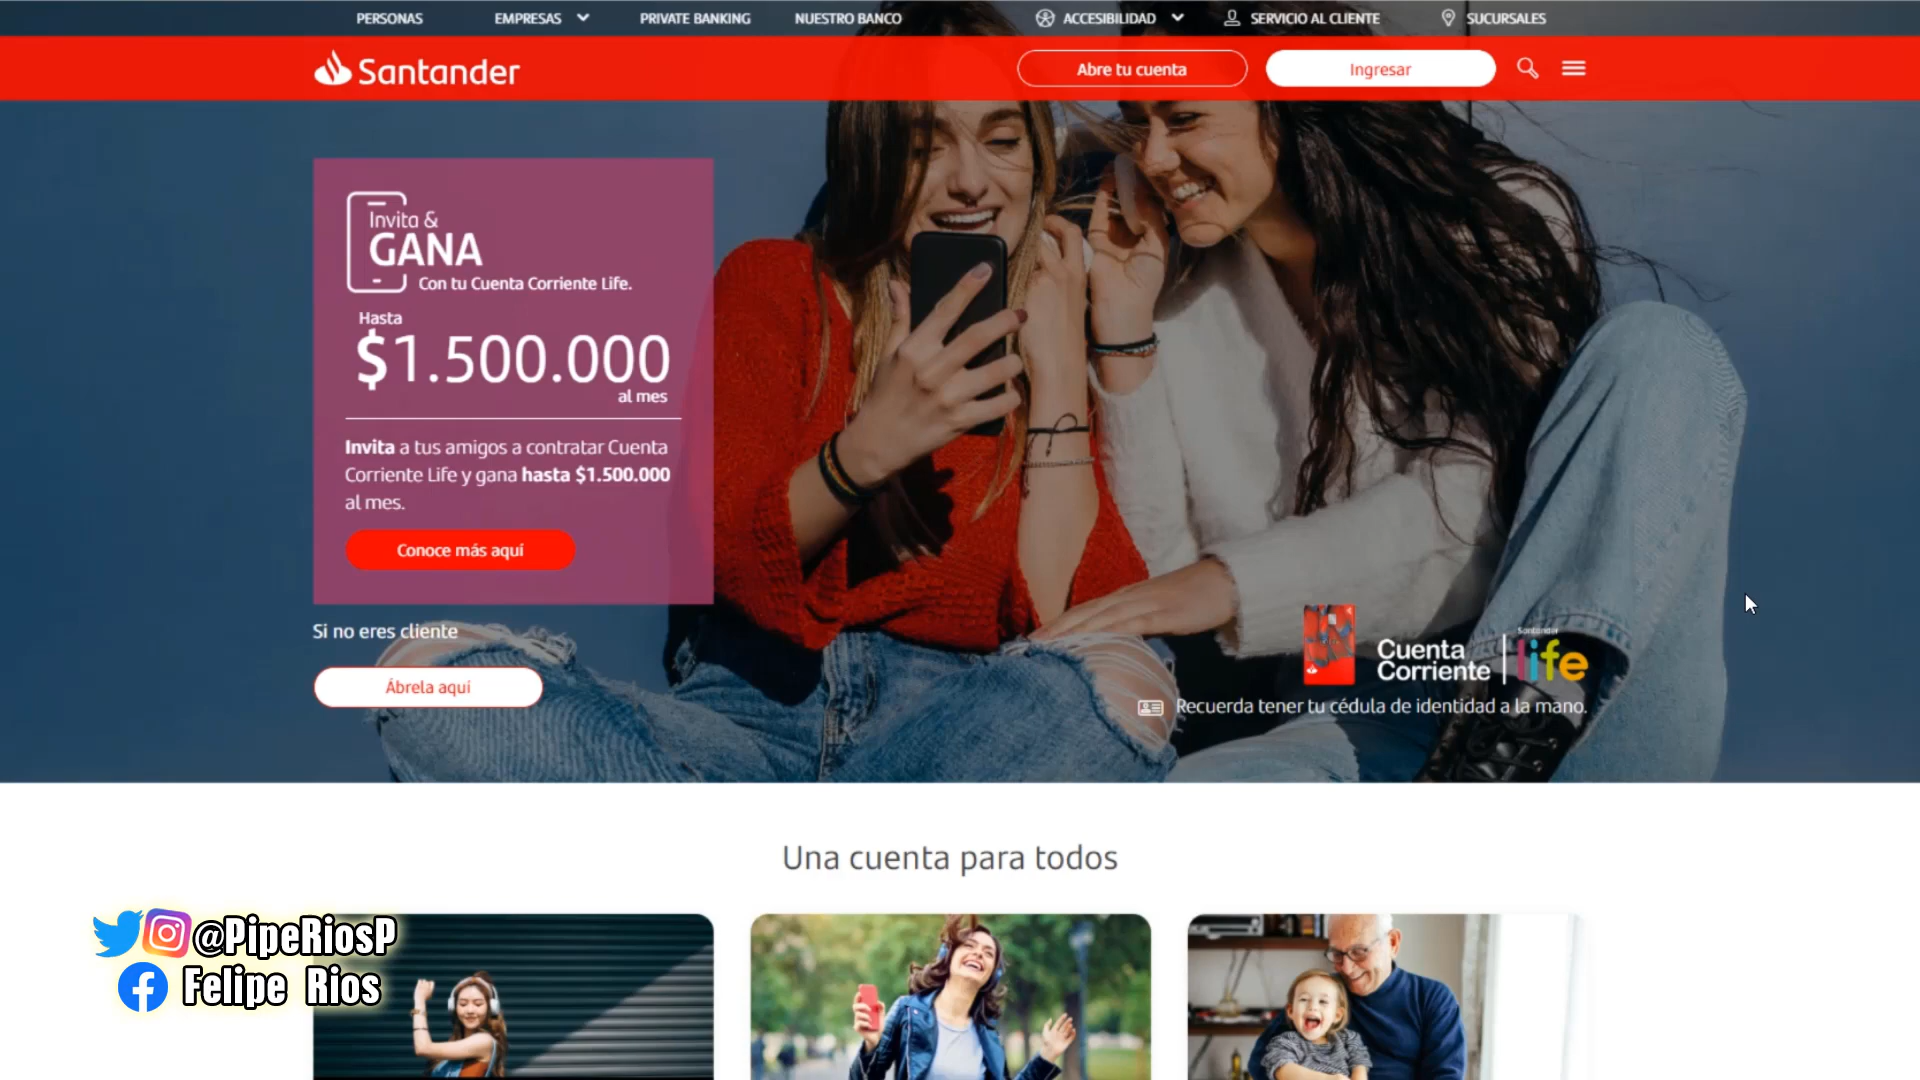 PERSONAS
EMPRESAS
PRIVATE BANKING
NUESTRO BANCO
ACCESIBILIDAD
SERVICIO AL CLIENTE
SUCURSALES
Santander
Abre tu cuenta
Ingresar
Invita &
GANA
Con tu Cuenta Corriente Life.
Hasta
$1.500.000
al mes
Invita a tus amigos a contratar Cuenta
Corriente Life y gana hasta $1.500.000
al mes.
Conoce más aquí
Si no eres cliente
Ábrela aquí
Santander
Cuenta
Corriente
life
Recuerda tener tu cédula de identidad a la mano.
Una cuenta para todos
@PipeRiosP
Felipe Rios